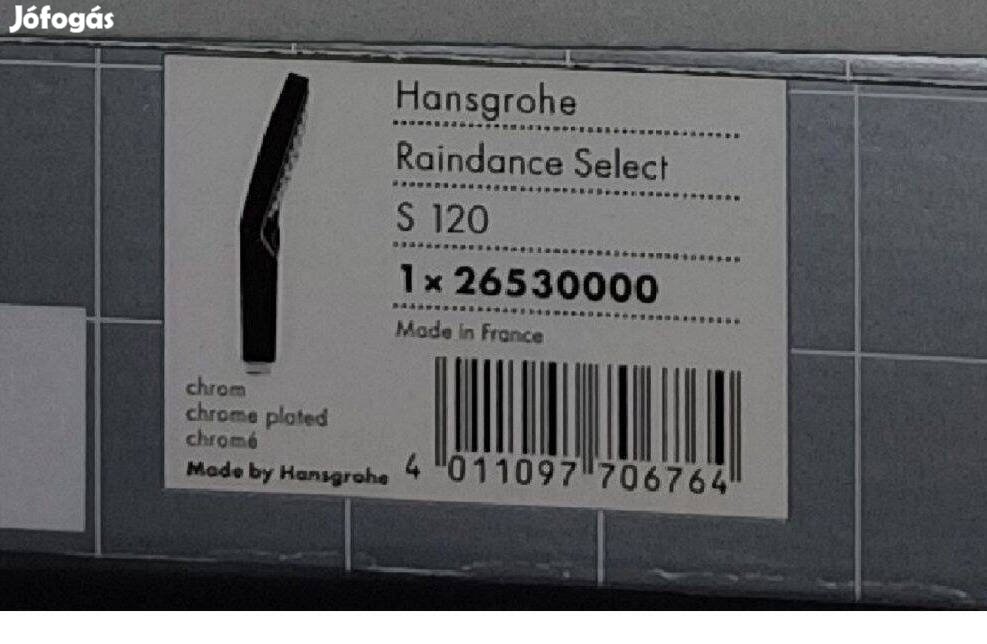 Jófogás
Hansgrohe
Raindance Select
S 120
1 x 26530000
Made in France
chrom
chrome plated
chromé
Made by Hansgrohe
4 011097 706764